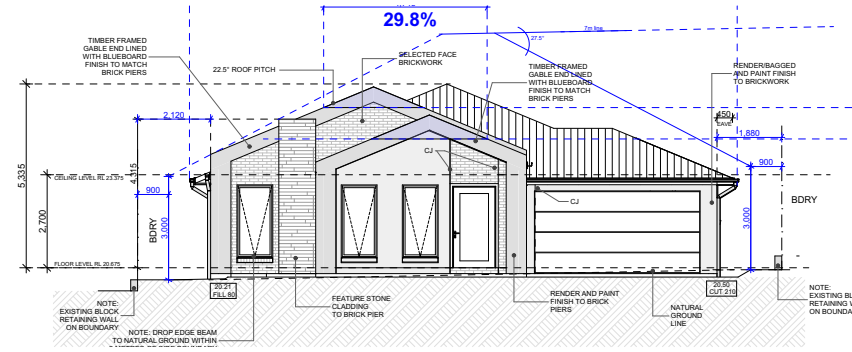 29.8%
7m line
27.5°
TIMBER FRAMED
GABLE END LINED
WITH BLUEBOARD
FINISH TO MATCH
BRICK PIERS
22.5° ROOF PITCH
SELECTED FACE
BRICKWORK
TIMBER FRAMED
GABLE END LINED
WITH BLUEBOARD
FINISH TO MATCH
BRICK PIERS
RENDER/BAGGED
AND PAINT FINISH
TO BRICKWORK
450
EAVE
2,120
1,880
CJ
5,335
4,315
CEILING LEVEL RL 23.375
900
900
2,700
BDRY
3,000
CJ
3,000
BDRY
FLOOR LEVEL RL 20.675
20.21
FILL 80
20.50
CUT 210
NOTE:
EXISTING BLOCK
RETAINING WALL
ON BOUNDARY
FEATURE STONE
CLADDING
TO BRICK PIER
RENDER AND PAINT
FINISH TO BRICK
PIERS
NATURAL
GROUND
LINE
NOTE:
EXISTING BL
RETAINING W
ON BOUNDA
NOTE: DROP EDGE BEAM
TO NATURAL GROUND WITHIN